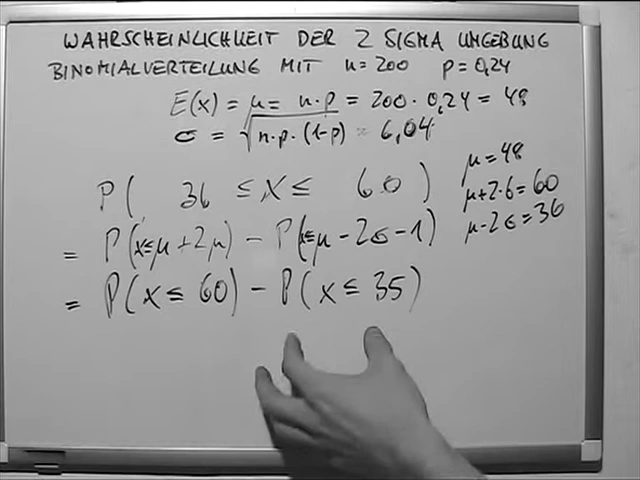 WAHRSCHEINLICHKEIT DER 2 SIGMA UMGEBUNG
BINOMIALVERTEILUNG MIT n=200 p=0,24
E(x) = μ = n·p = 200·0,24 = 48
σ = √n·p·(1-p) = 6,04
P( 36 ≤ X ≤ 60 )
= P(x≤μ+2μ) - P(x≤μ-2σ-1)
= P(x≤60) - P(x≤35)
μ=48
μ+2·6=60
μ-2σ=36